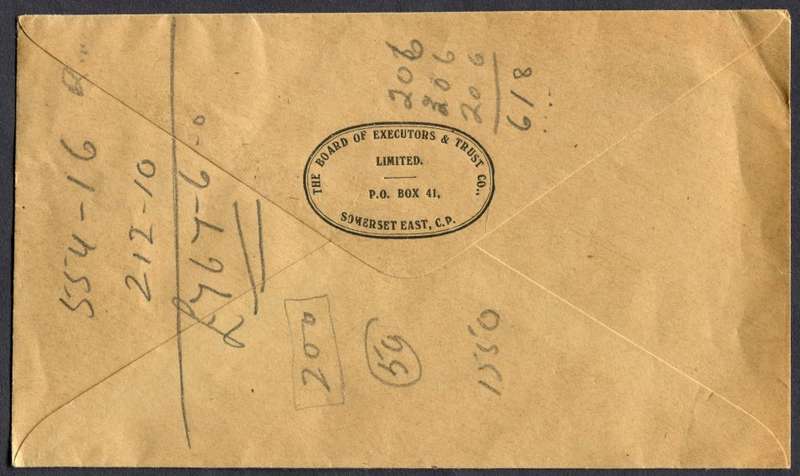 THE BOARD OF EXECUTORS & TRUST CO.,
LIMITED.
P.O. BOX 41,
SOMERSET EAST, C.P.
554-16
212-10
£767-6-0
206
206
206
618
200
59
1550